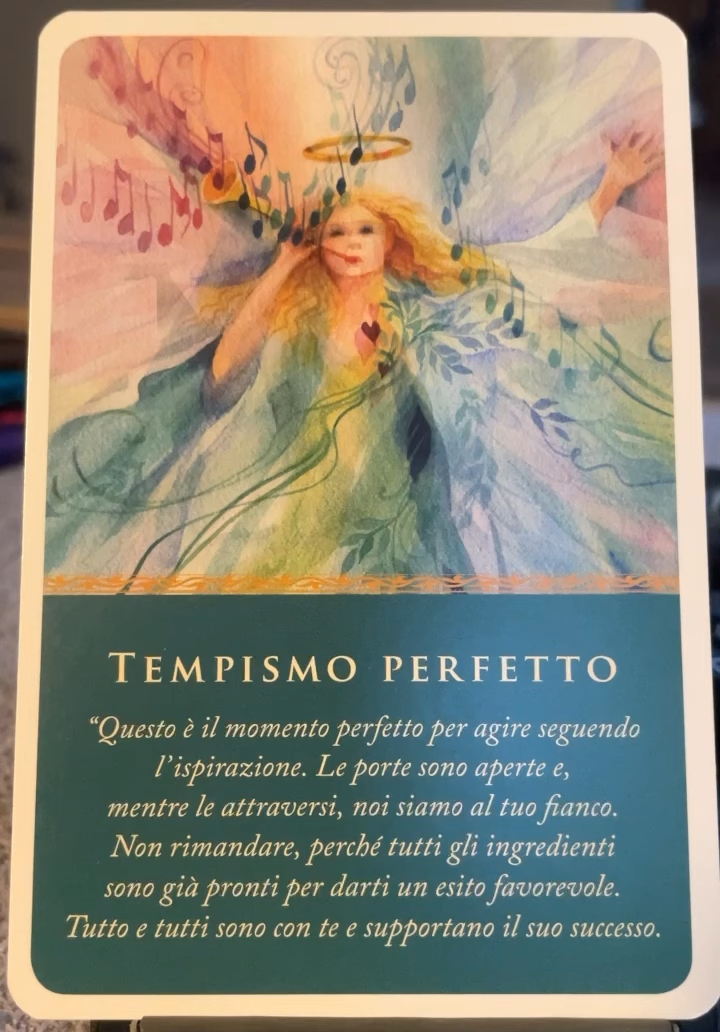 TEMPISMO PERFETTO
“Questo è il momento perfetto per agire seguendo
l’ispirazione. Le porte sono aperte e,
mentre le attraversi, noi siamo al tuo fianco.
Non rimandare, perché tutti gli ingredienti
sono già pronti per darti un esito favorevole.
Tutto e tutti sono con te e supportano il suo successo.